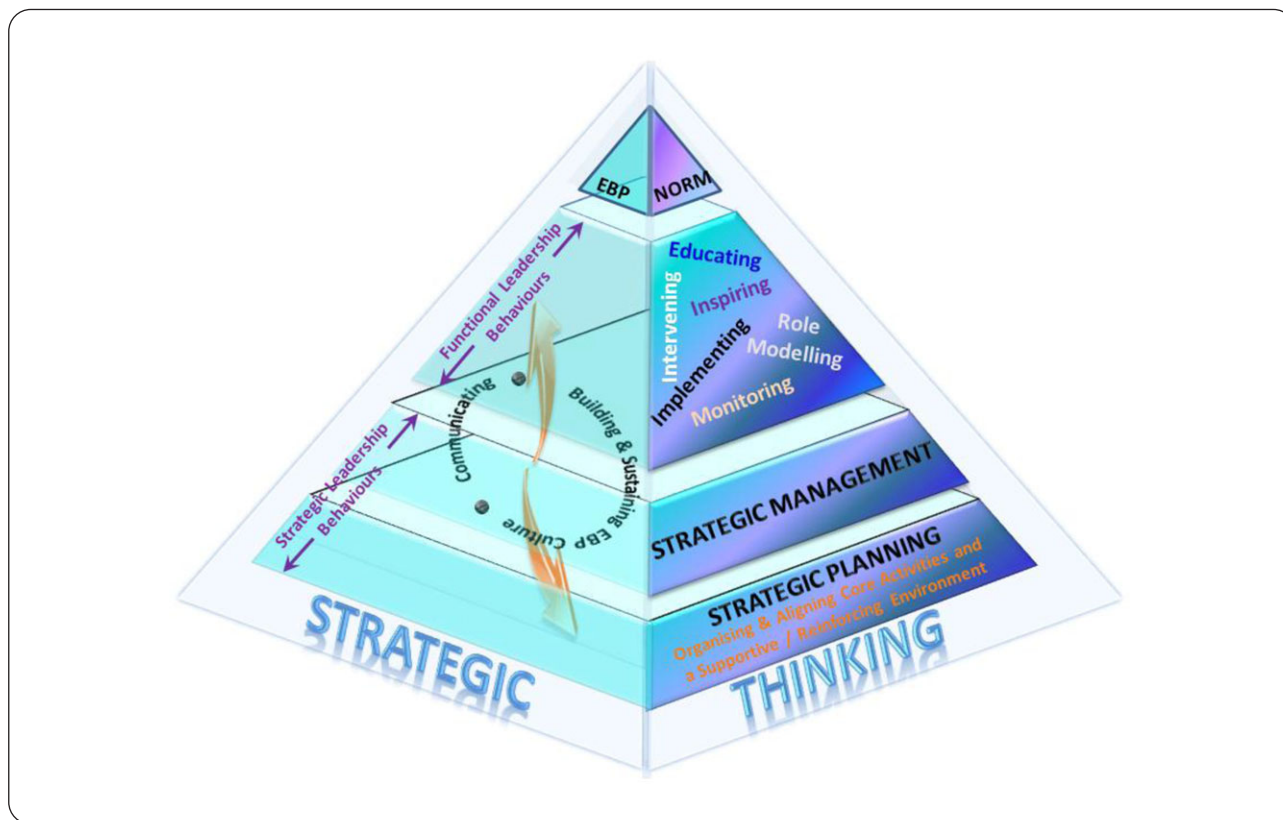 EBP
NORM
Functional Leadership
Behaviours
Educating
Intervening
Inspiring
Role
Modelling
Implementing
Monitoring
Communicating
Building & Sustaining EBP Culture
Strategic Leadership
Behaviours
STRATEGIC MANAGEMENT
STRATEGIC PLANNING
Organising & Aligning Core Activities and
a Supportive / Reinforcing Environment
STRATEGIC
THINKING